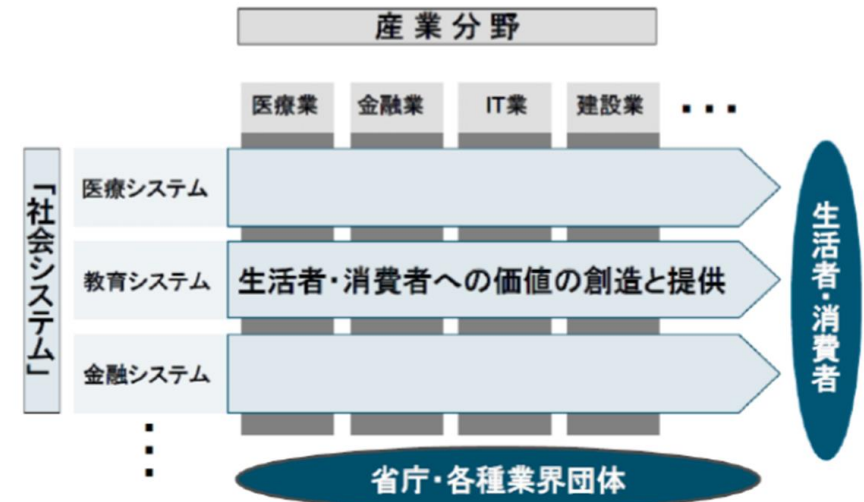 産業分野
医療業
金融業
IT業
建設業
・・・
「社会システム」
医療システム
教育システム
生活者・消費者への価値の創造と提供
金融システム
生活者・消費者
省庁・各種業界団体